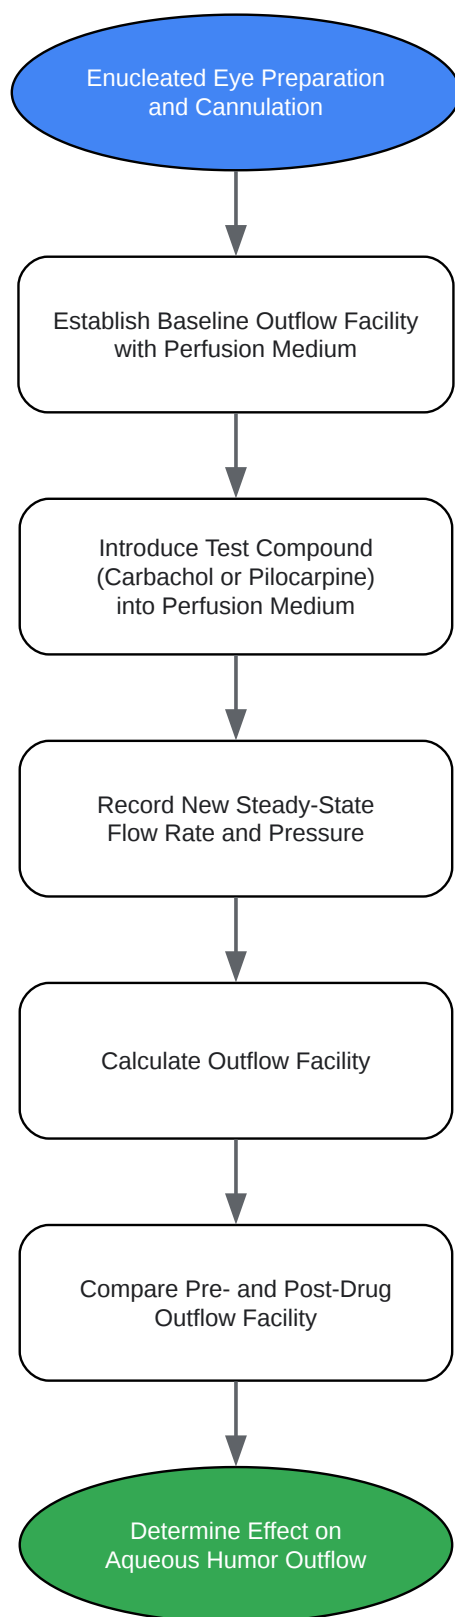 Enucleated Eye Preparation
and Cannulation
Establish Baseline Outflow Facility
with Perfusion Medium
Introduce Test Compound
(Carbachol or Pilocarpine)
into Perfusion Medium
Record New Steady-State
Flow Rate and Pressure
Calculate Outflow Facility
Compare Pre- and Post-Drug
Outflow Facility
Determine Effect on
Aqueous Humor Outflow